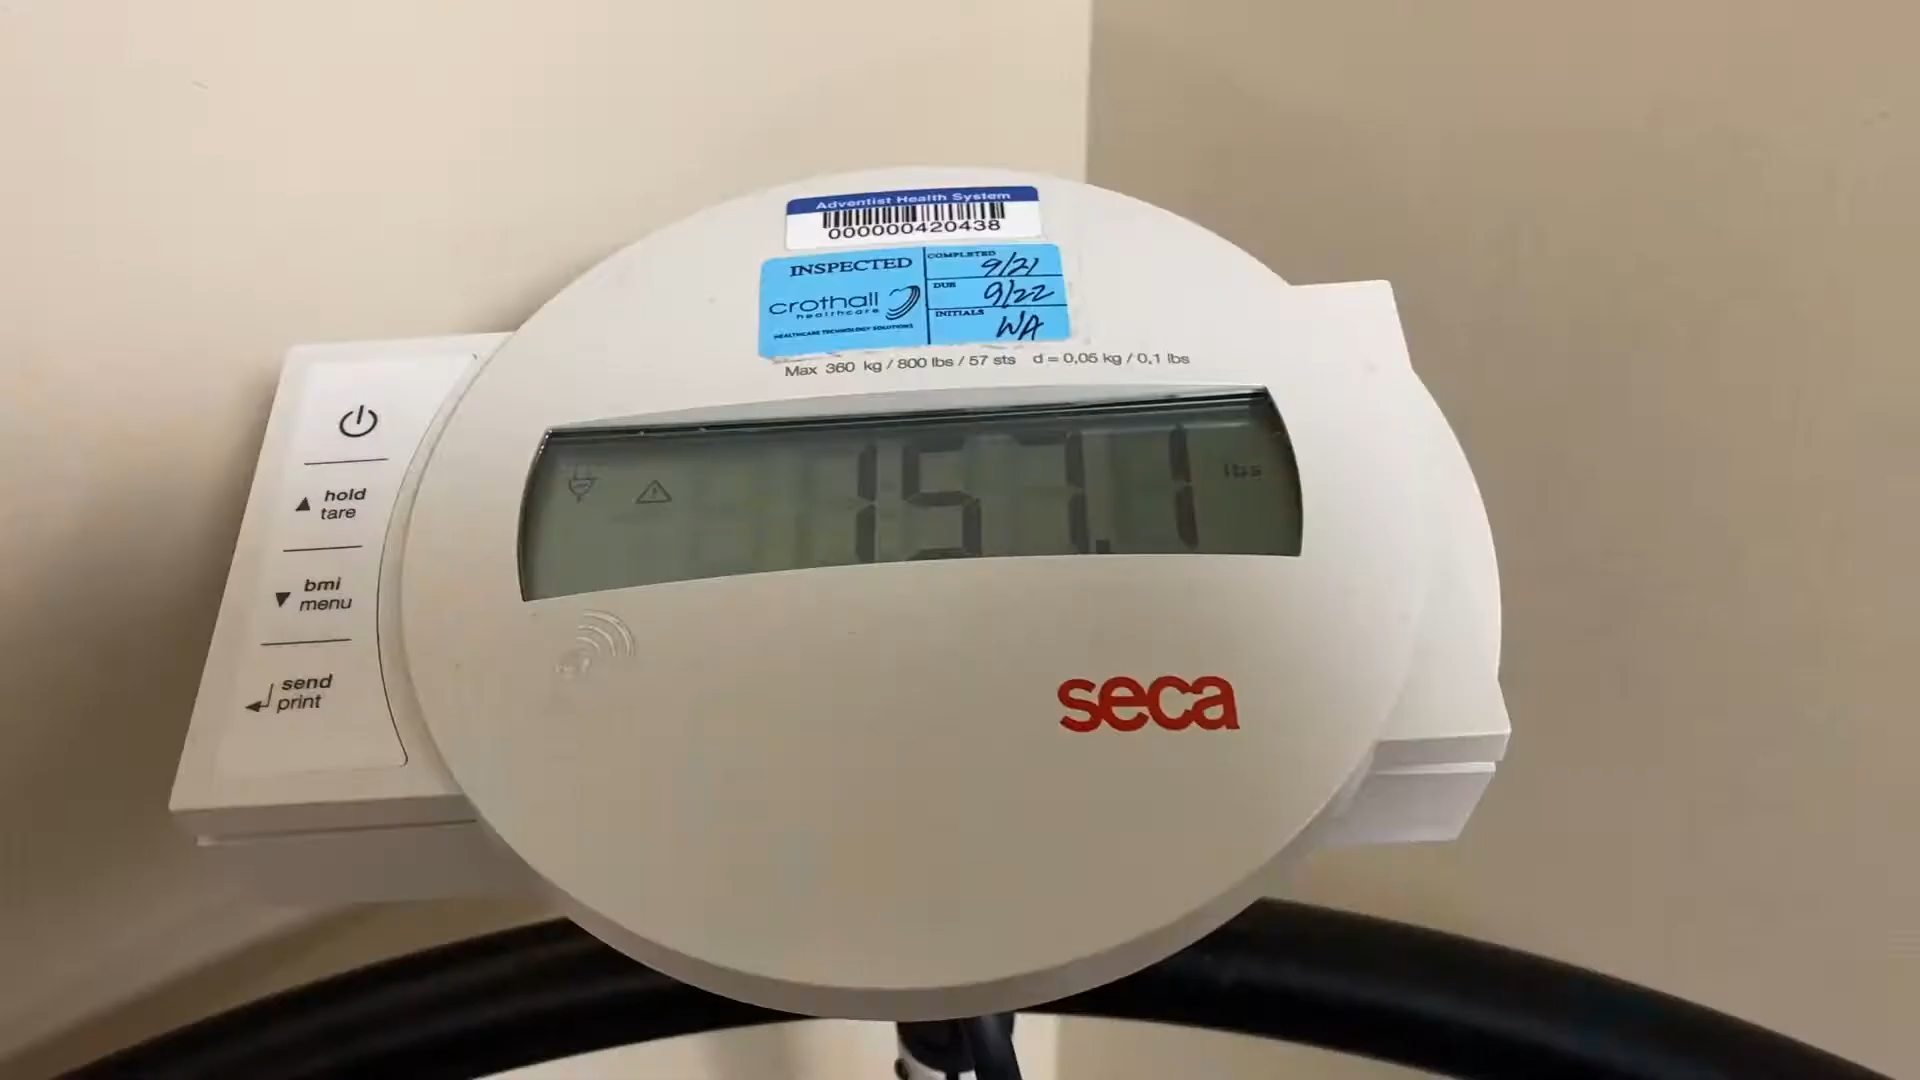 Adventist Health System
000000420438
INSPECTED
crothall
healthcare
HEALTHCARE TECHNOLOGY SOLUTIONS
COMPLETED 9/21
DUE 9/22
INITIALS WA
Max 360 kg / 800 lbs / 57 sts d = 0,05 kg / 0,1 lbs
157.1 lbs
hold
tare
bmi
menu
send
print
seca